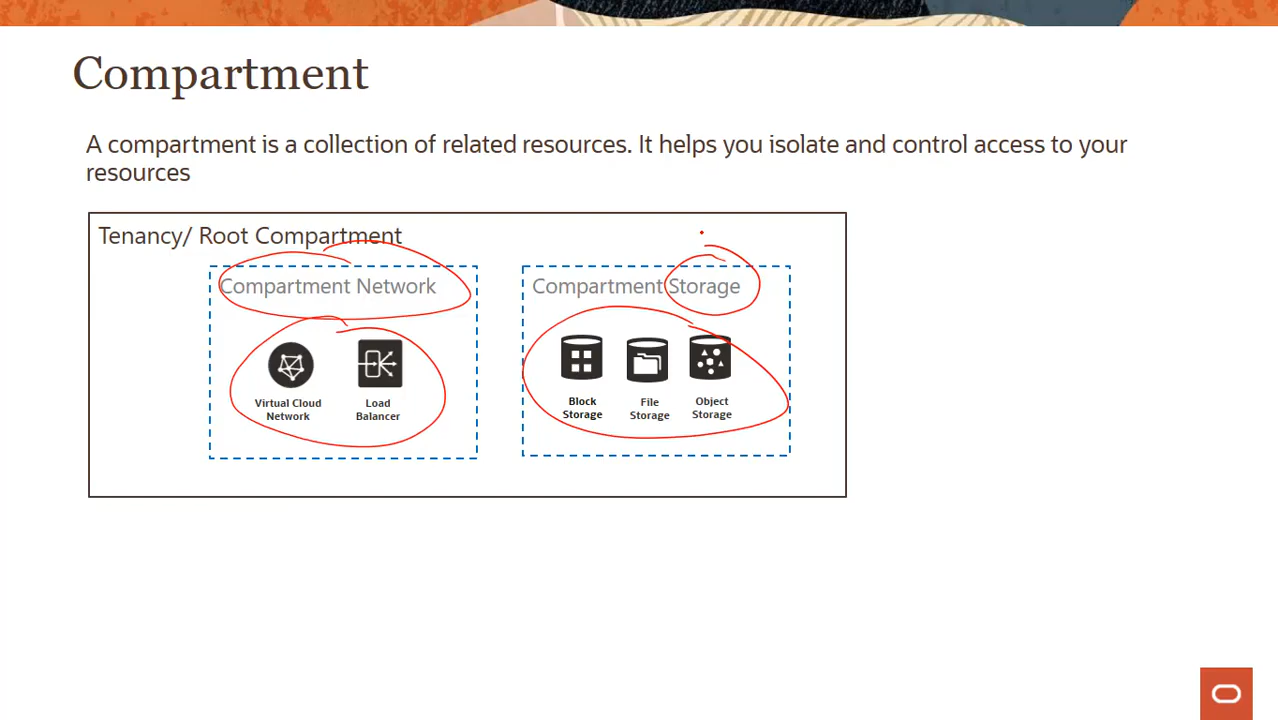 Compartment
A compartment is a collection of related resources. It helps you isolate and control access to your
resources
Tenancy/ Root Compartment
Compartment Network
Virtual Cloud
Network
Load
Balancer
Compartment Storage
Block
Storage
File
Storage
Object
Storage